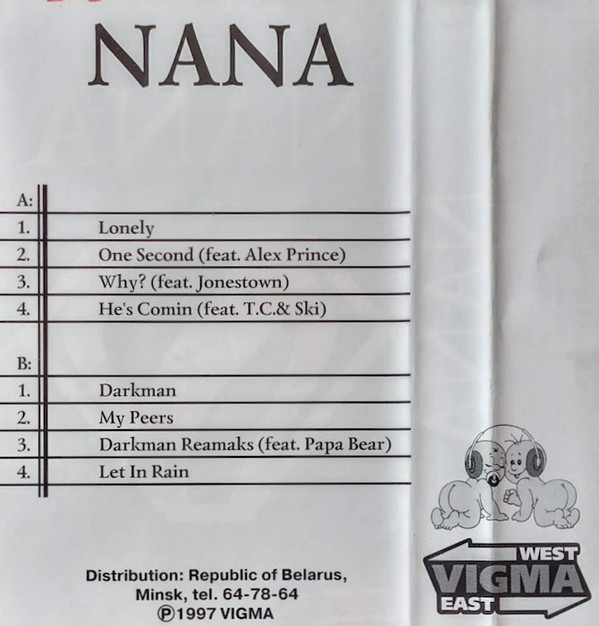 NANA
A:
1. Lonely
2. One Second (feat. Alex Prince)
3. Why? (feat. Jonestown)
4. He's Comin (feat. T.C.& Ski)
B:
1. Darkman
2. My Peers
3. Darkman Reamaks (feat. Papa Bear)
4. Let In Rain
Distribution: Republic of Belarus,
Minsk, tel. 64-78-64
Ⓟ1997 VIGMA
WEST
VIGMA
EAST